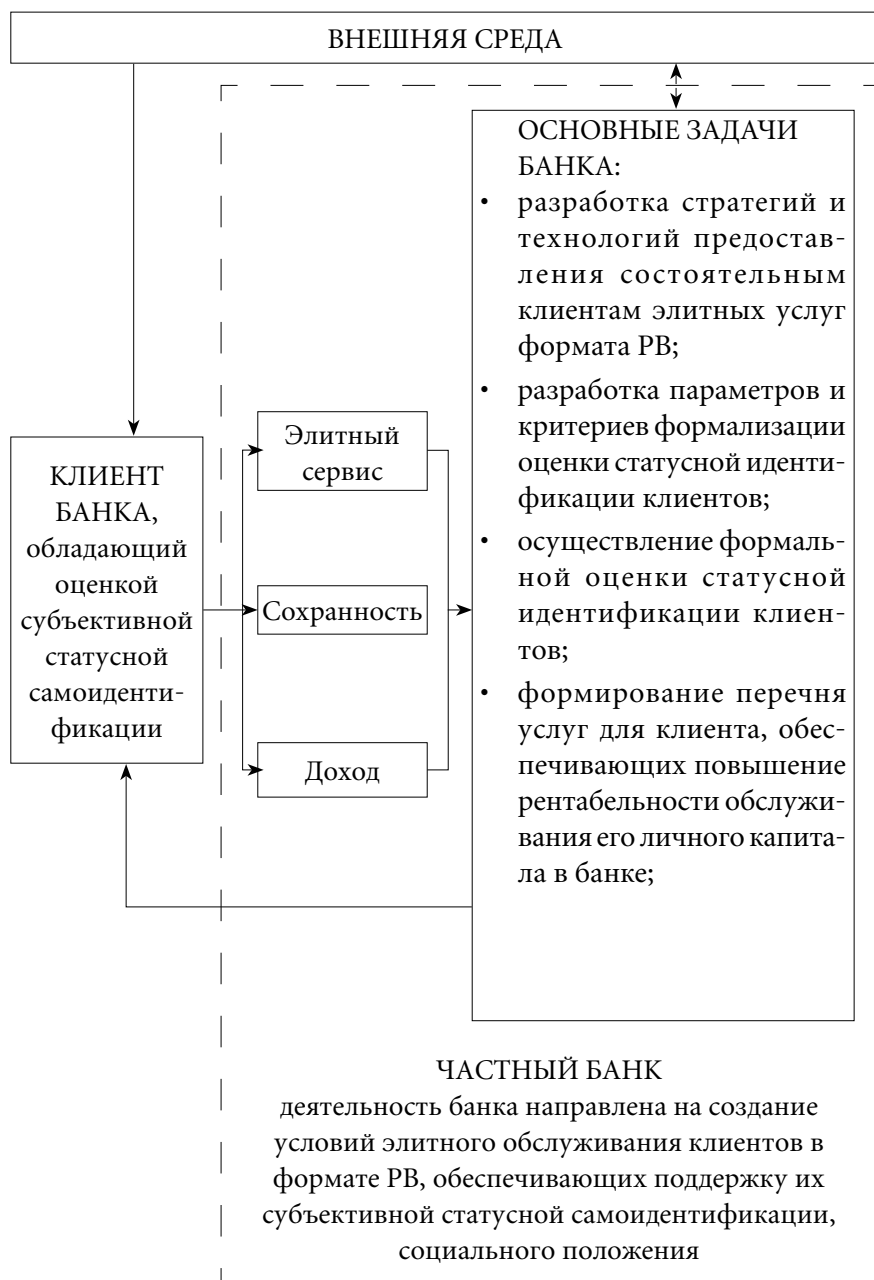 ВНЕШНЯЯ СРЕДА
КЛИЕНТ
БАНКА,
обладающий
оценкой
субъективной
статусной
самоиденти-
фикации
Элитный
сервис
Сохранность
Доход
ОСНОВНЫЕ ЗАДАЧИ
БАНКА:
• разработка стратегий и
технологий предостав-
ления состоятельным
клиентам элитных услуг
формата PB;
• разработка параметров и
критериев формализации
оценки статусной иденти-
фикации клиентов;
• осуществление формаль-
ной оценки статусной
идентификации клиен-
тов;
• формирование перечня
услуг для клиента, обес-
печивающих повышение
рентабельности обслужи-
вания его личного капита-
ла в банке;
ЧАСТНЫЙ БАНК
деятельность банка направлена на создание
условий элитного обслуживания клиентов в
формате PB, обеспечивающих поддержку их
субъективной статусной самоидентификации,
социального положения